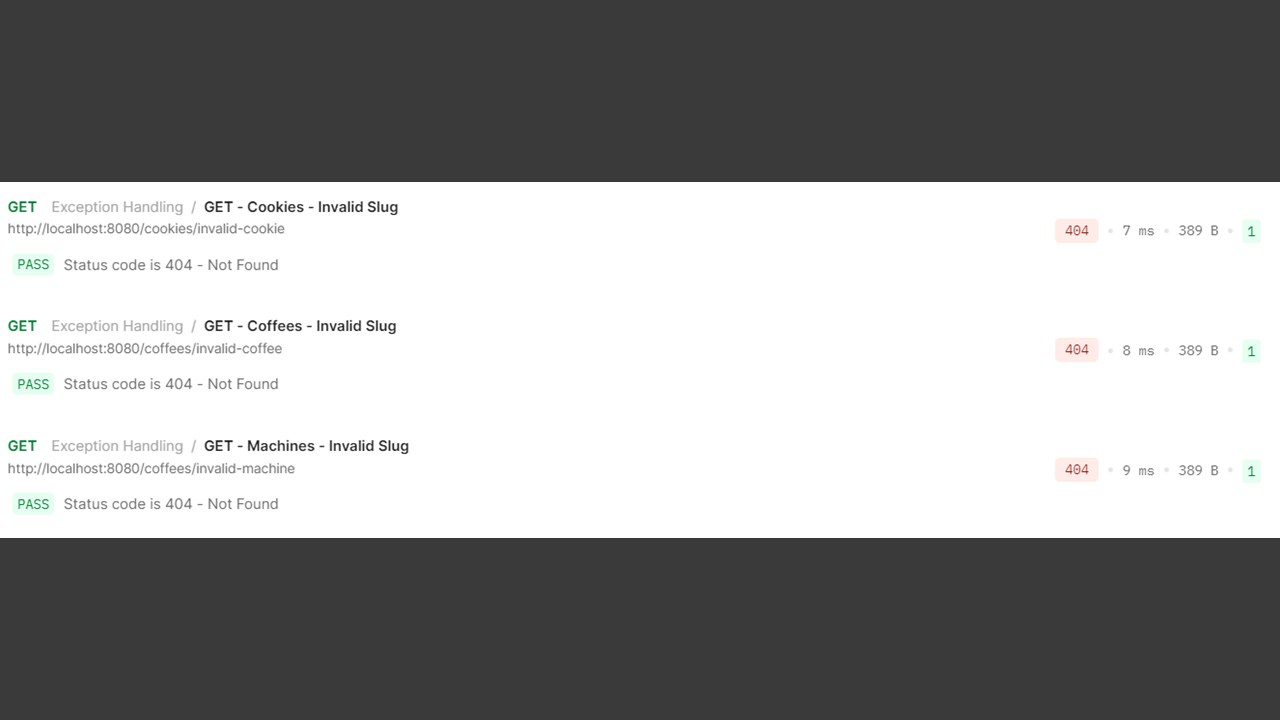 GET Exception Handling / GET - Cookies - Invalid Slug
http://localhost:8080/cookies/invalid-cookie
404 • 7 ms • 389 B • 1
PASS Status code is 404 - Not Found
GET Exception Handling / GET - Coffees - Invalid Slug
http://localhost:8080/coffees/invalid-coffee
404 • 8 ms • 389 B • 1
PASS Status code is 404 - Not Found
GET Exception Handling / GET - Machines - Invalid Slug
http://localhost:8080/coffees/invalid-machine
404 • 9 ms • 389 B • 1
PASS Status code is 404 - Not Found